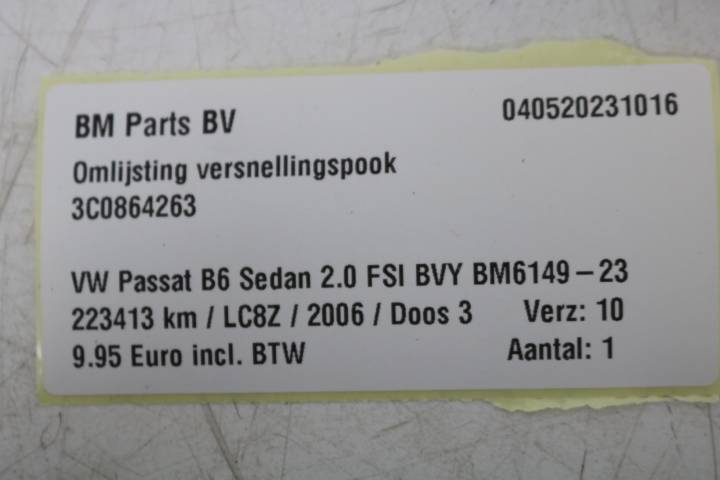 BM Parts BV 040520231016
Omlijsting versnellingspook
3C0864263
VW Passat B6 Sedan 2.0 FSI BVY BM6149-23
223413 km / LC8Z / 2006 / Doos 3 Verz: 10
9.95 Euro incl. BTW Aantal: 1